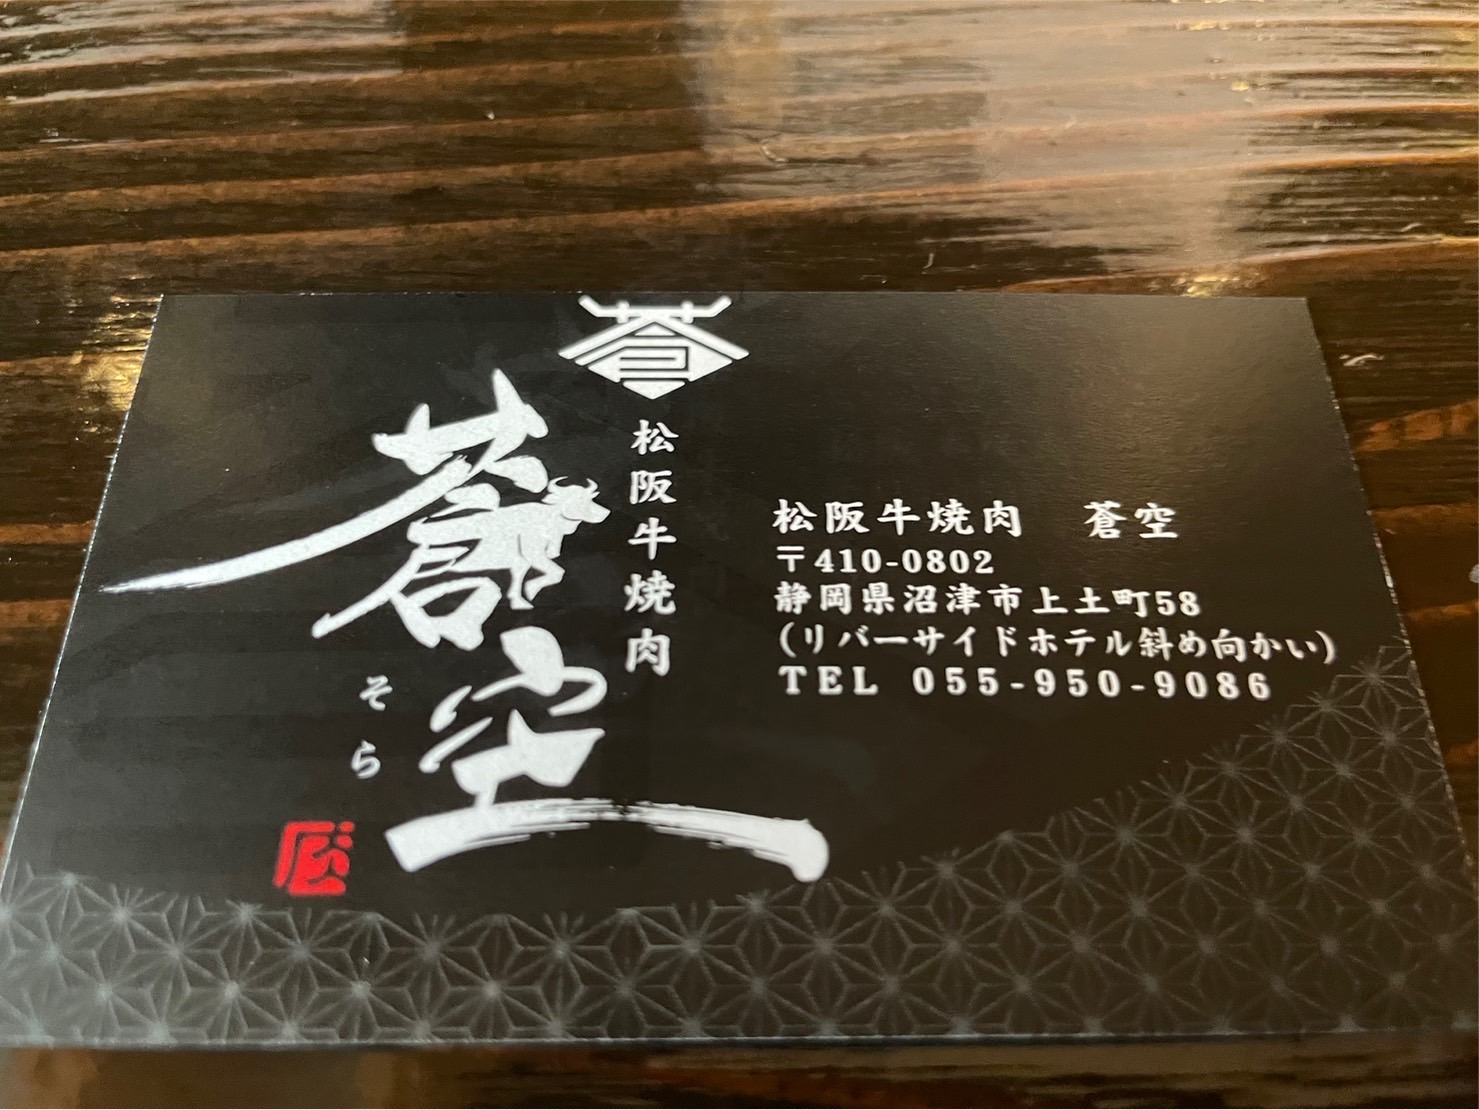 蒼
松阪牛焼肉
蒼空
そら
松阪牛焼肉　蒼空
〒410-0802
静岡県沼津市上土町58
(リバーサイドホテル斜め向かい)
TEL 055-950-9086